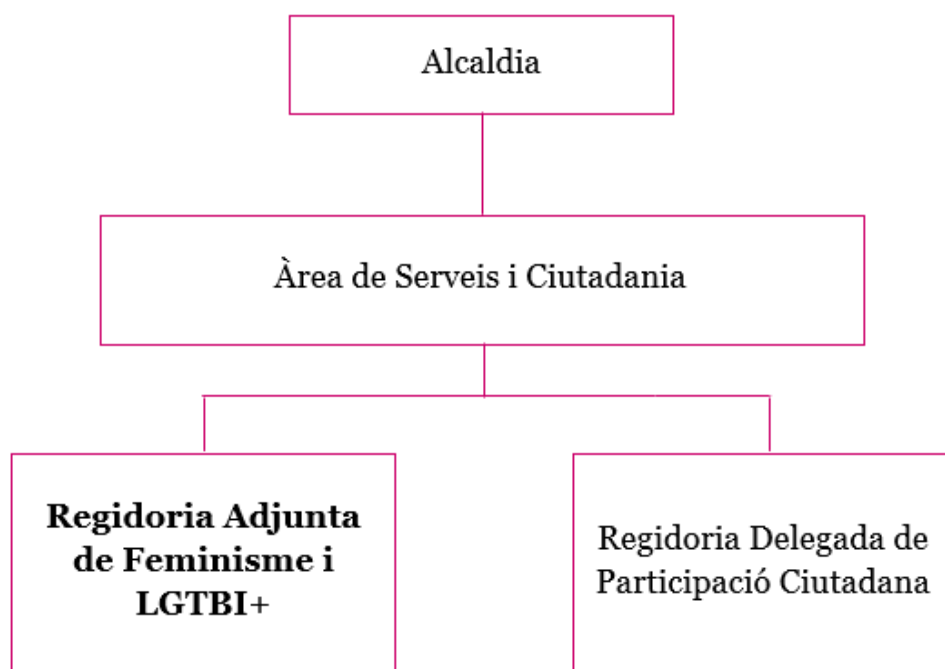 Alcaldia
Àrea de Serveis i Ciutadania
Regidoria Adjunta
de Feminisme i
LGTBI+
Regidoria Delegada de
Participació Ciutadana